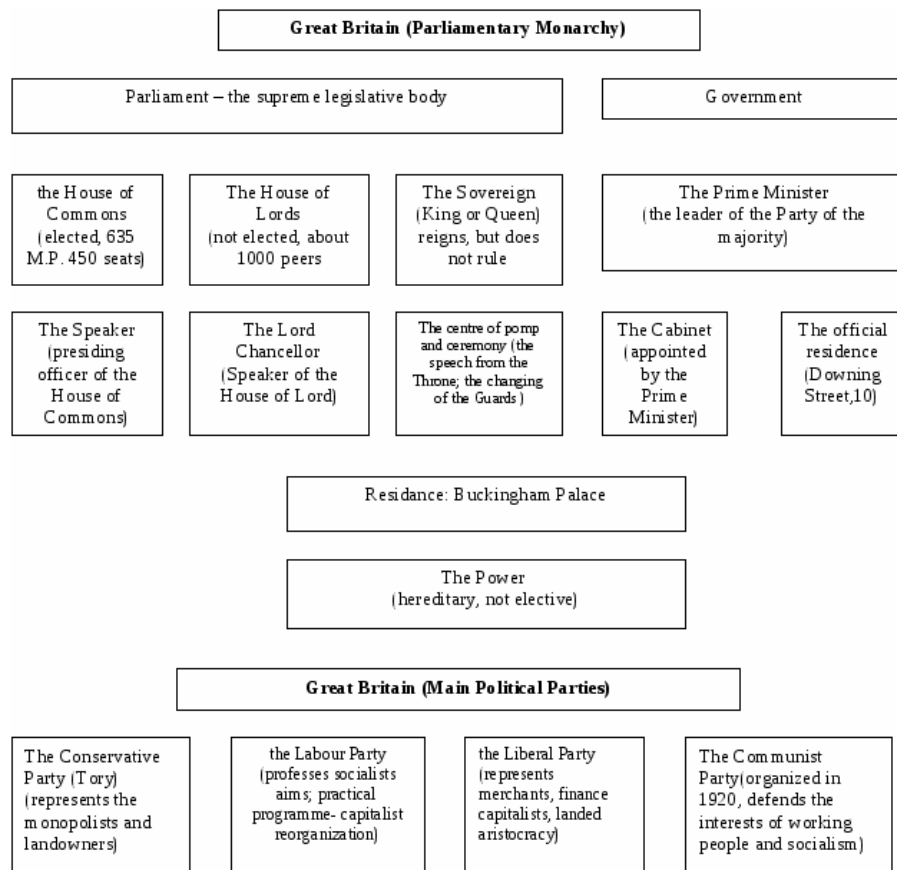 Great Britain (Parliamentary Monarchy)
Parliament – the supreme legislative body
Government
the House of
Commons
(elected, 635
M.P. 450 seats)
The House of
Lords
(not elected, about
1000 peers
The Sovereign
(King or Queen)
reigns, but does
not rule
The Prime Minister
(the leader of the Party of the
majority)
The Speaker
(presiding
officer of the
House of
Commons)
The Lord
Chancellor
(Speaker of the
House of Lord)
The centre of pomp
and ceremony (the
speech from the
Throne; the changing
of the Guards)
The Cabinet
(appointed
by the
Prime
Minister)
The official
residence
(Downing
Street,10)
Residance: Buckingham Palace
The Power
(hereditary, not elective)
Great Britain (Main Political Parties)
The Conservative
Party (Tory)
(represents the
monopolists and
landowners)
the Labour Party
(professes socialists
aims; practical
programme- capitalist
reorganization)
the Liberal Party
(represents
merchants, finance
capitalists, landed
aristocracy)
The Communist
Party(organized in
1920, defends the
interests of working
people and socialism)